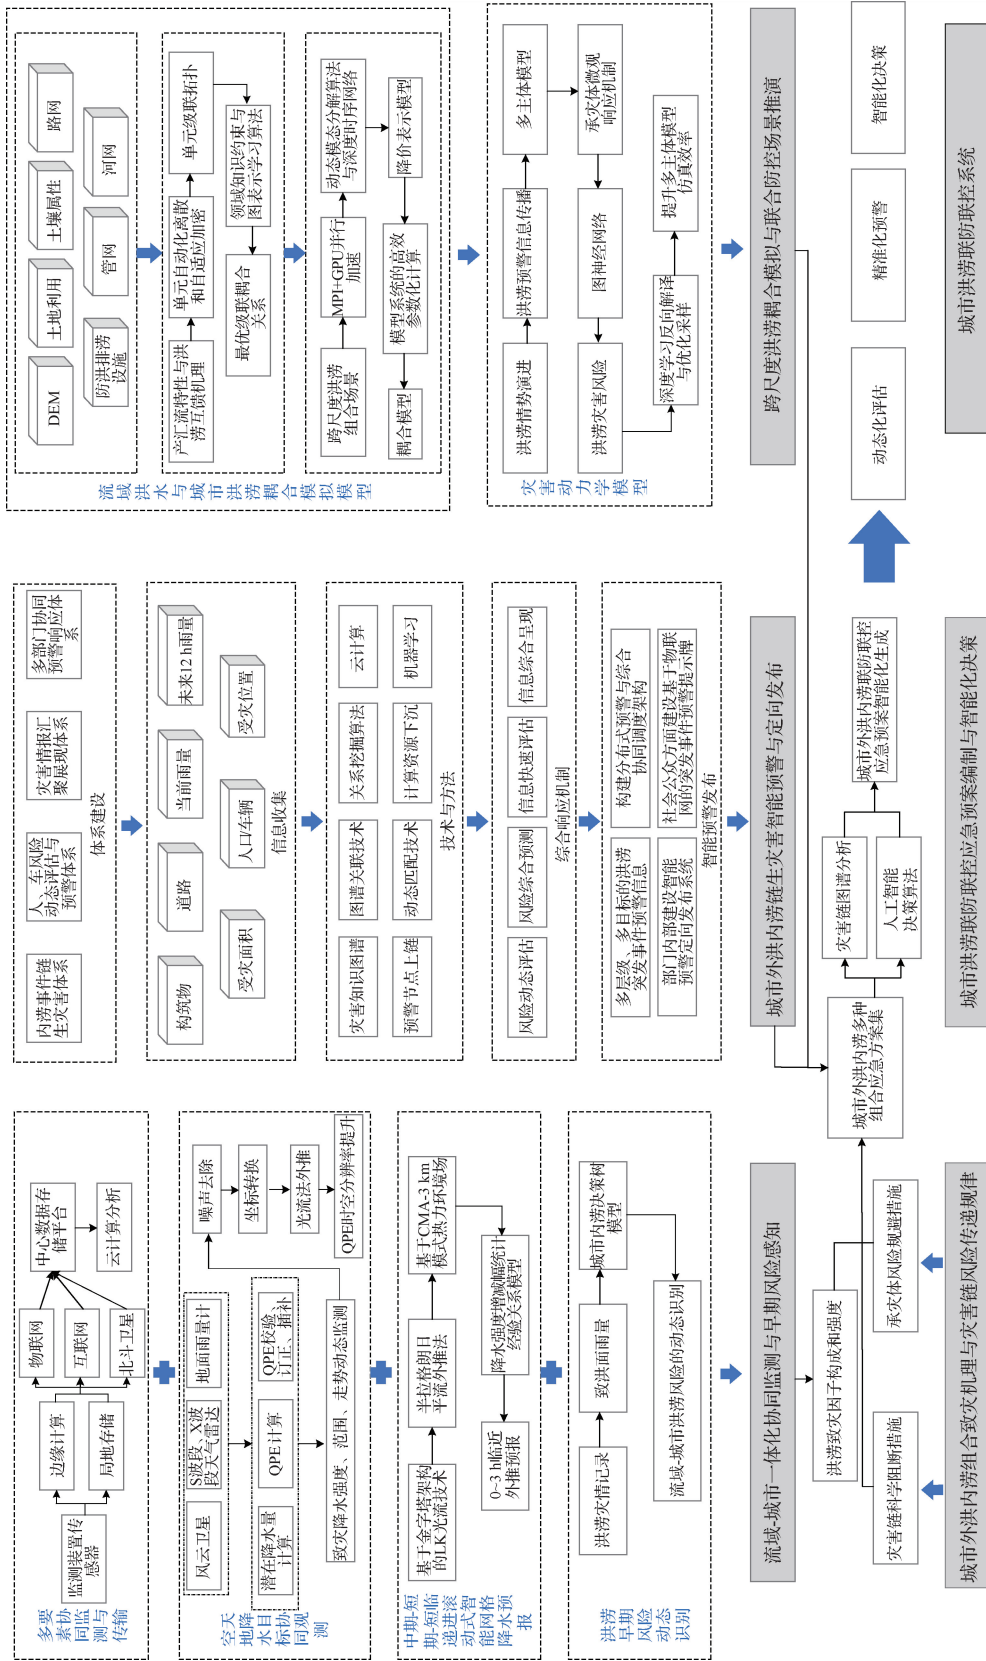 多要
素协
同监
测与
传输
监测装置传
感器
边缘计算
局地存储
物联网
互联网
北斗卫星
中心数据存
储平台
云计算分析
空天
地降
水目
标协
同观
测
风云卫星
S波段、X波
段天气雷达
地面雨量计
潜在降水量
计算
QPE 计算
QPE校验、
订正、插补
致灾降水强度、范围、走势动态监测
噪声去除
坐标转换
光流法外推
QPE时空分辨率提升
中期-短
期-短临
递进滚
动式智
能网格
降水预
报
基于金字塔架构
的LK光流技术
半拉格朗日
平流外推法
基于CMA-3 km
模式热力环境场
降水强度增减幅统计
经验关系模型
0~3 h临近
外推预报
洪涝
早期
风险
动态
识别
洪涝灾情记录
致洪面雨量
城市内涝决策树
模型
流域-城市洪涝风险的动态识别
流域-城市一体化协同监测与早期风险感知
洪涝致灾因子构成和强度
灾害链科学阻断措施
承灾体风险规避措施
城市外洪内涝组合致灾机理与灾害链风险传递规律
内涝事件链
生灾害体系
人、车风险
动态评估与
预警体系
灾害情报汇
聚展现体系
多部门协同
预警响应体
系
体系建设
构筑物
道路
当前雨量
未来12 h雨量
受灾面积
人口/车辆
受灾位置
信息收集
灾害知识图谱
图谱关联技术
关系挖掘算法
云计算
预警节点上链
动态匹配技术
计算资源下沉
机器学习
技术与方法
风险动态评估
风险综合预测
信息快速评估
信息综合呈现
综合响应机制
多层级、多目标的洪涝
突发事件预警信息
构建分布式预警与综合
协同调度架构
部门内部建设智能
预警定向发布系统
社会公众方面建设基于物联
网的突发事件预警提示牌
智能预警发布
城市外洪内涝链生灾害智能预警与定向发布
城市外洪内涝多种
组合应急方案集
灾害链图谱分析
人工智能
决策算法
城市外洪内涝联防联控
应急预案智能化生成
城市洪涝联防联控应急预案编制与智能化决策
DEM
土地利用
土壤属性
路网
防洪排涝
设施
管网
河网
产汇流特性与洪
涝互馈机理
单元自动化离散
和自适应加密
单元级联拓扑
领域知识约束与
图表示学习算法
最优级联耦合
关系
跨尺度洪涝
组合场景
MPI+GPU并行
加速
动态模态分解算法
与深度时序网络
降价表示模型
模型系统的高效
参数化计算
耦合模型
流域洪水与城市洪涝耦合模拟模型
洪涝情势演进
洪涝预警信息传播
多主体模型
承灾体微观
响应机制
图神经网络
洪涝灾害风险
深度学习反向解译
与优化采样
提升多主体模型
仿真效率
灾害动力学模型
跨尺度洪涝耦合模拟与联合防控场景推演
动态化评估
精准化预警
智能化决策
城市洪涝联防联控系统